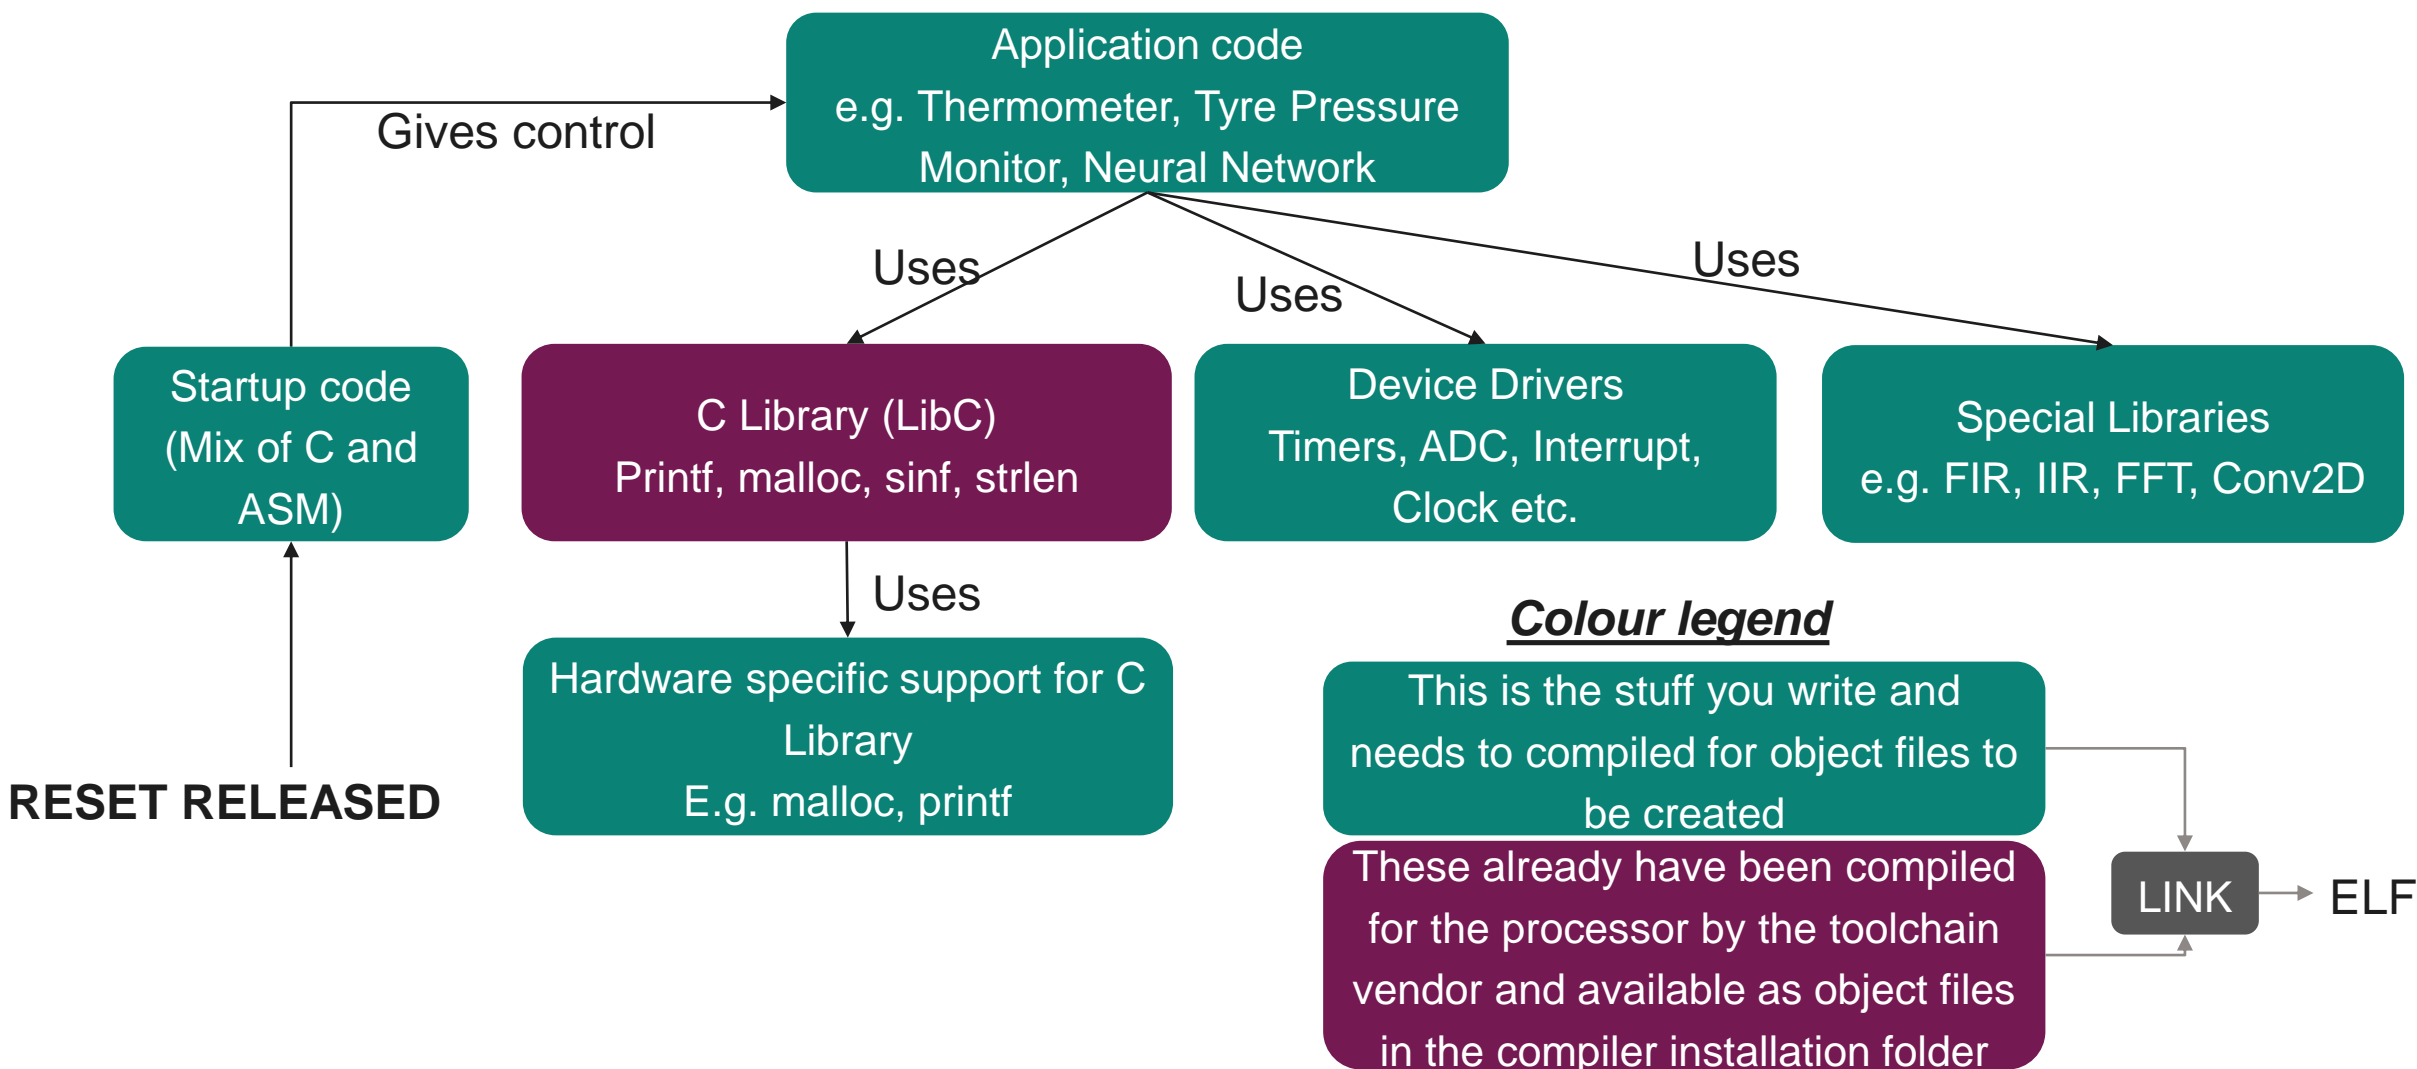 Application code
e.g. Thermometer, Tyre Pressure
Monitor, Neural Network
Gives control
Uses
Uses
Uses
Startup code
(Mix of C and
ASM)
C Library (LibC)
Printf, malloc, sinf, strlen
Device Drivers
Timers, ADC, Interrupt,
Clock etc.
Special Libraries
e.g. FIR, IIR, FFT, Conv2D
Uses
Hardware specific support for C
Library
E.g. malloc, printf
RESET RELEASED
Colour legend
This is the stuff you write and
needs to compiled for object files to
be created
These already have been compiled
for the processor by the toolchain
vendor and available as object files
in the compiler installation folder
LINK
ELF